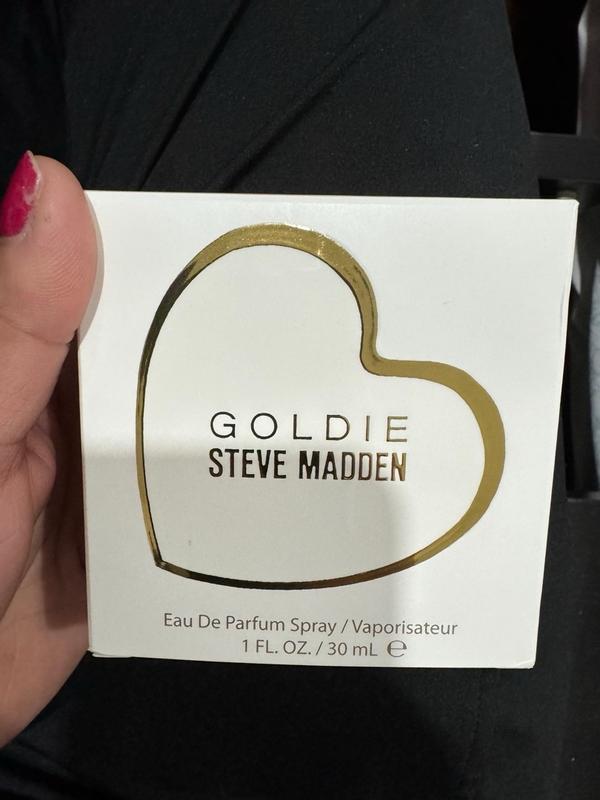 GOLDIE
STEVE MADDEN
Eau De Parfum Spray / Vaporisateur
1 FL. OZ. / 30 mL ℮